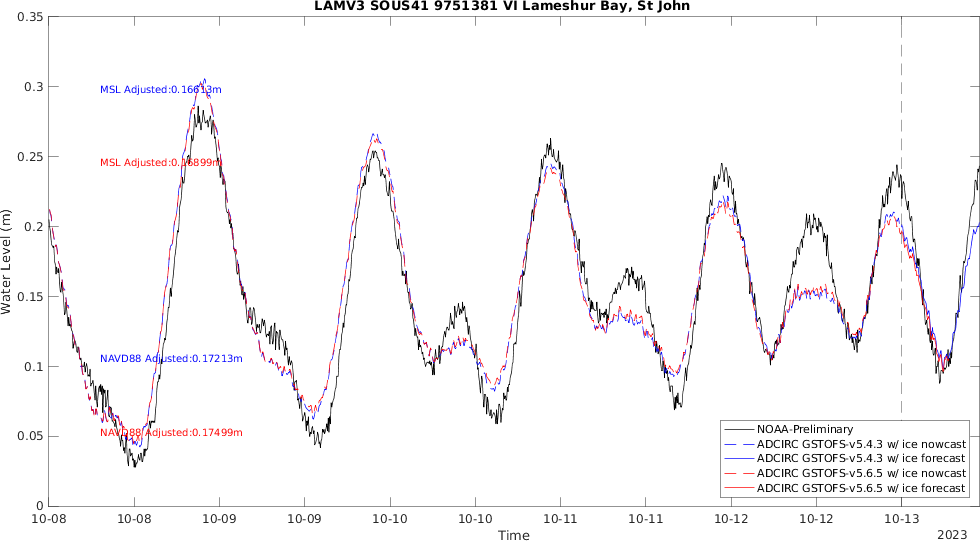 LAMV3 SOUS41 9751381 VI Lameshur Bay, St John
Water Level (m)
0.35
0.3
0.25
0.2
0.15
0.1
0.05
0
MSL Adjusted:0.16613m
MSL Adjusted:0.16899m
NAVD88 Adjusted:0.17213m
NAVD88 Adjusted:0.17499m
NOAA-Preliminary
ADCIRC GSTOFS-v5.4.3 w/ ice nowcast
ADCIRC GSTOFS-v5.4.3 w/ ice forecast
ADCIRC GSTOFS-v5.6.5 w/ ice nowcast
ADCIRC GSTOFS-v5.6.5 w/ ice forecast
10-08 10-08 10-09 10-09 10-10 10-10 10-11 10-11 10-12 10-12 10-13
Time
2023